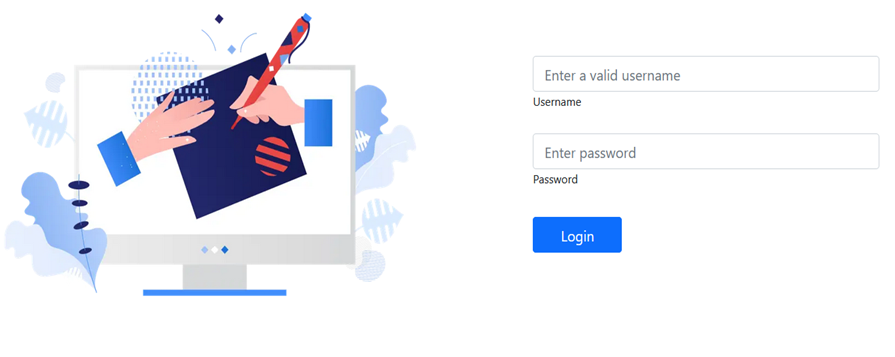 Enter a valid username
Username
Enter password
Password
Login